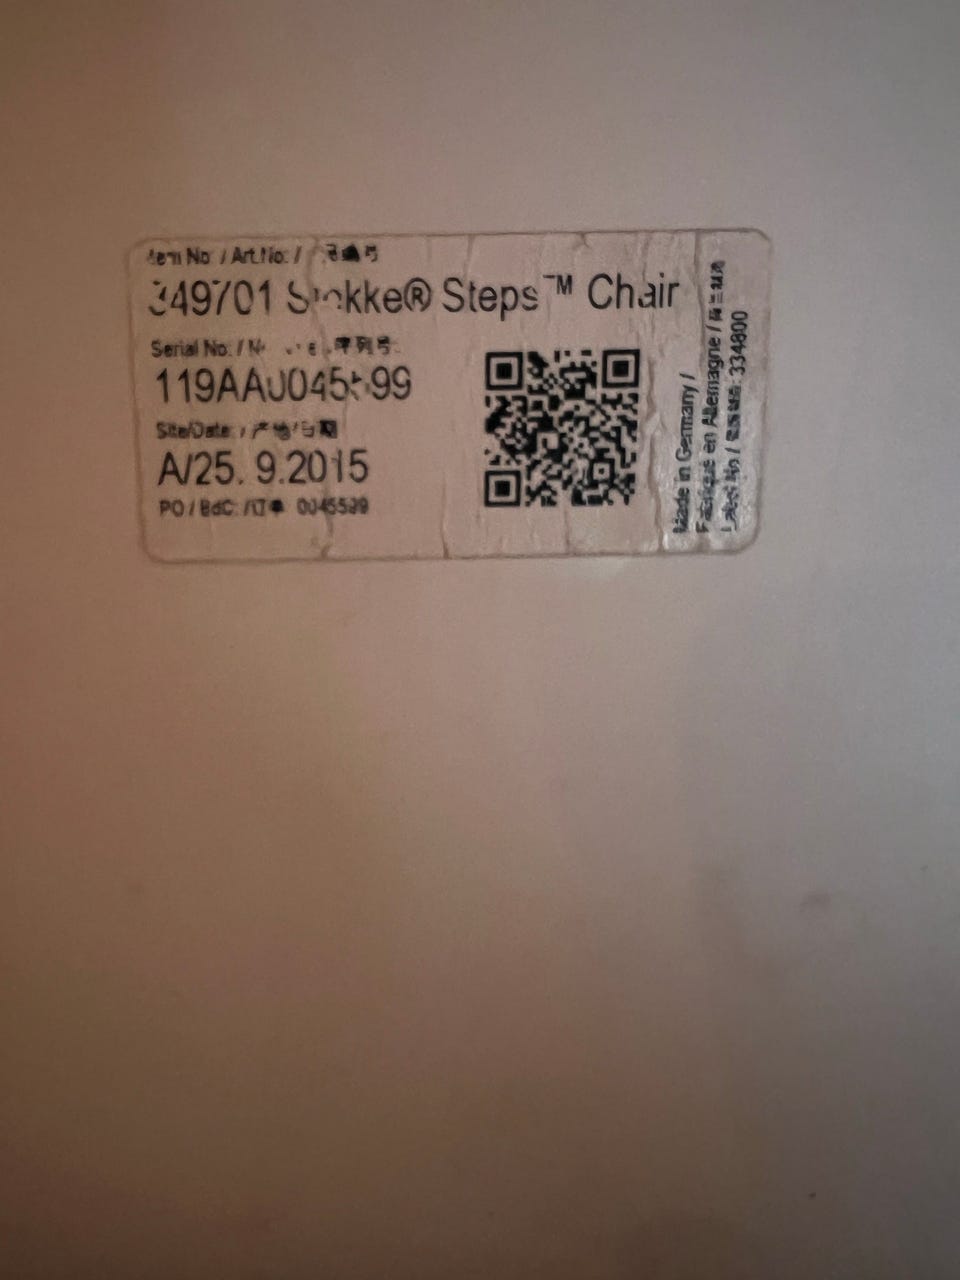 Item No: / Art.No: /
349701 Stokke® Steps™ Chair
Serial No: /
119AA0045599
Site/Date: / 产地/日期
A/25. 9.2015
PO / BdC: /订单 0045599
Made in Germany /
Fabriqué en Allemagne /
Label No / 334800